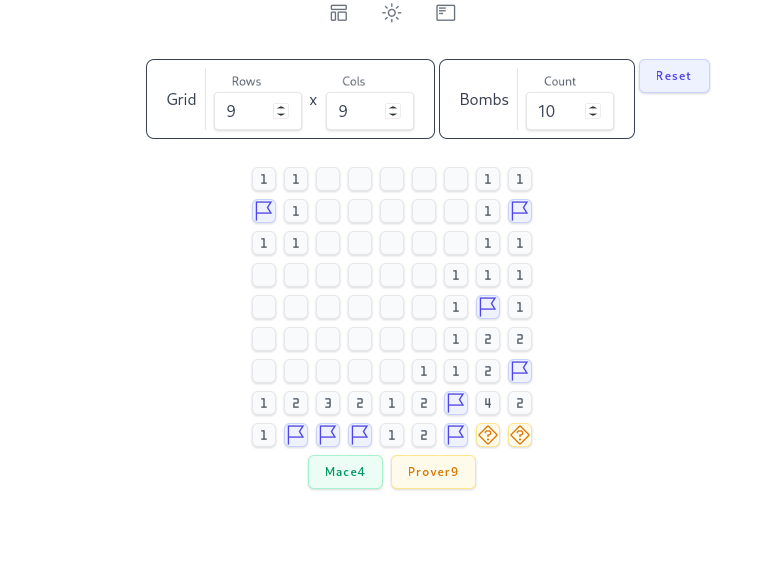 Rows Cols Count Reset
Grid 9 x 9 Bombs 10
1 1 1 1
1 1
1 1 1 1
1 1 1
1 1
1 2 2
1 1 2
1 2 3 2 1 2 4 2
1 1 2 ? ?
Mace4 Prover9